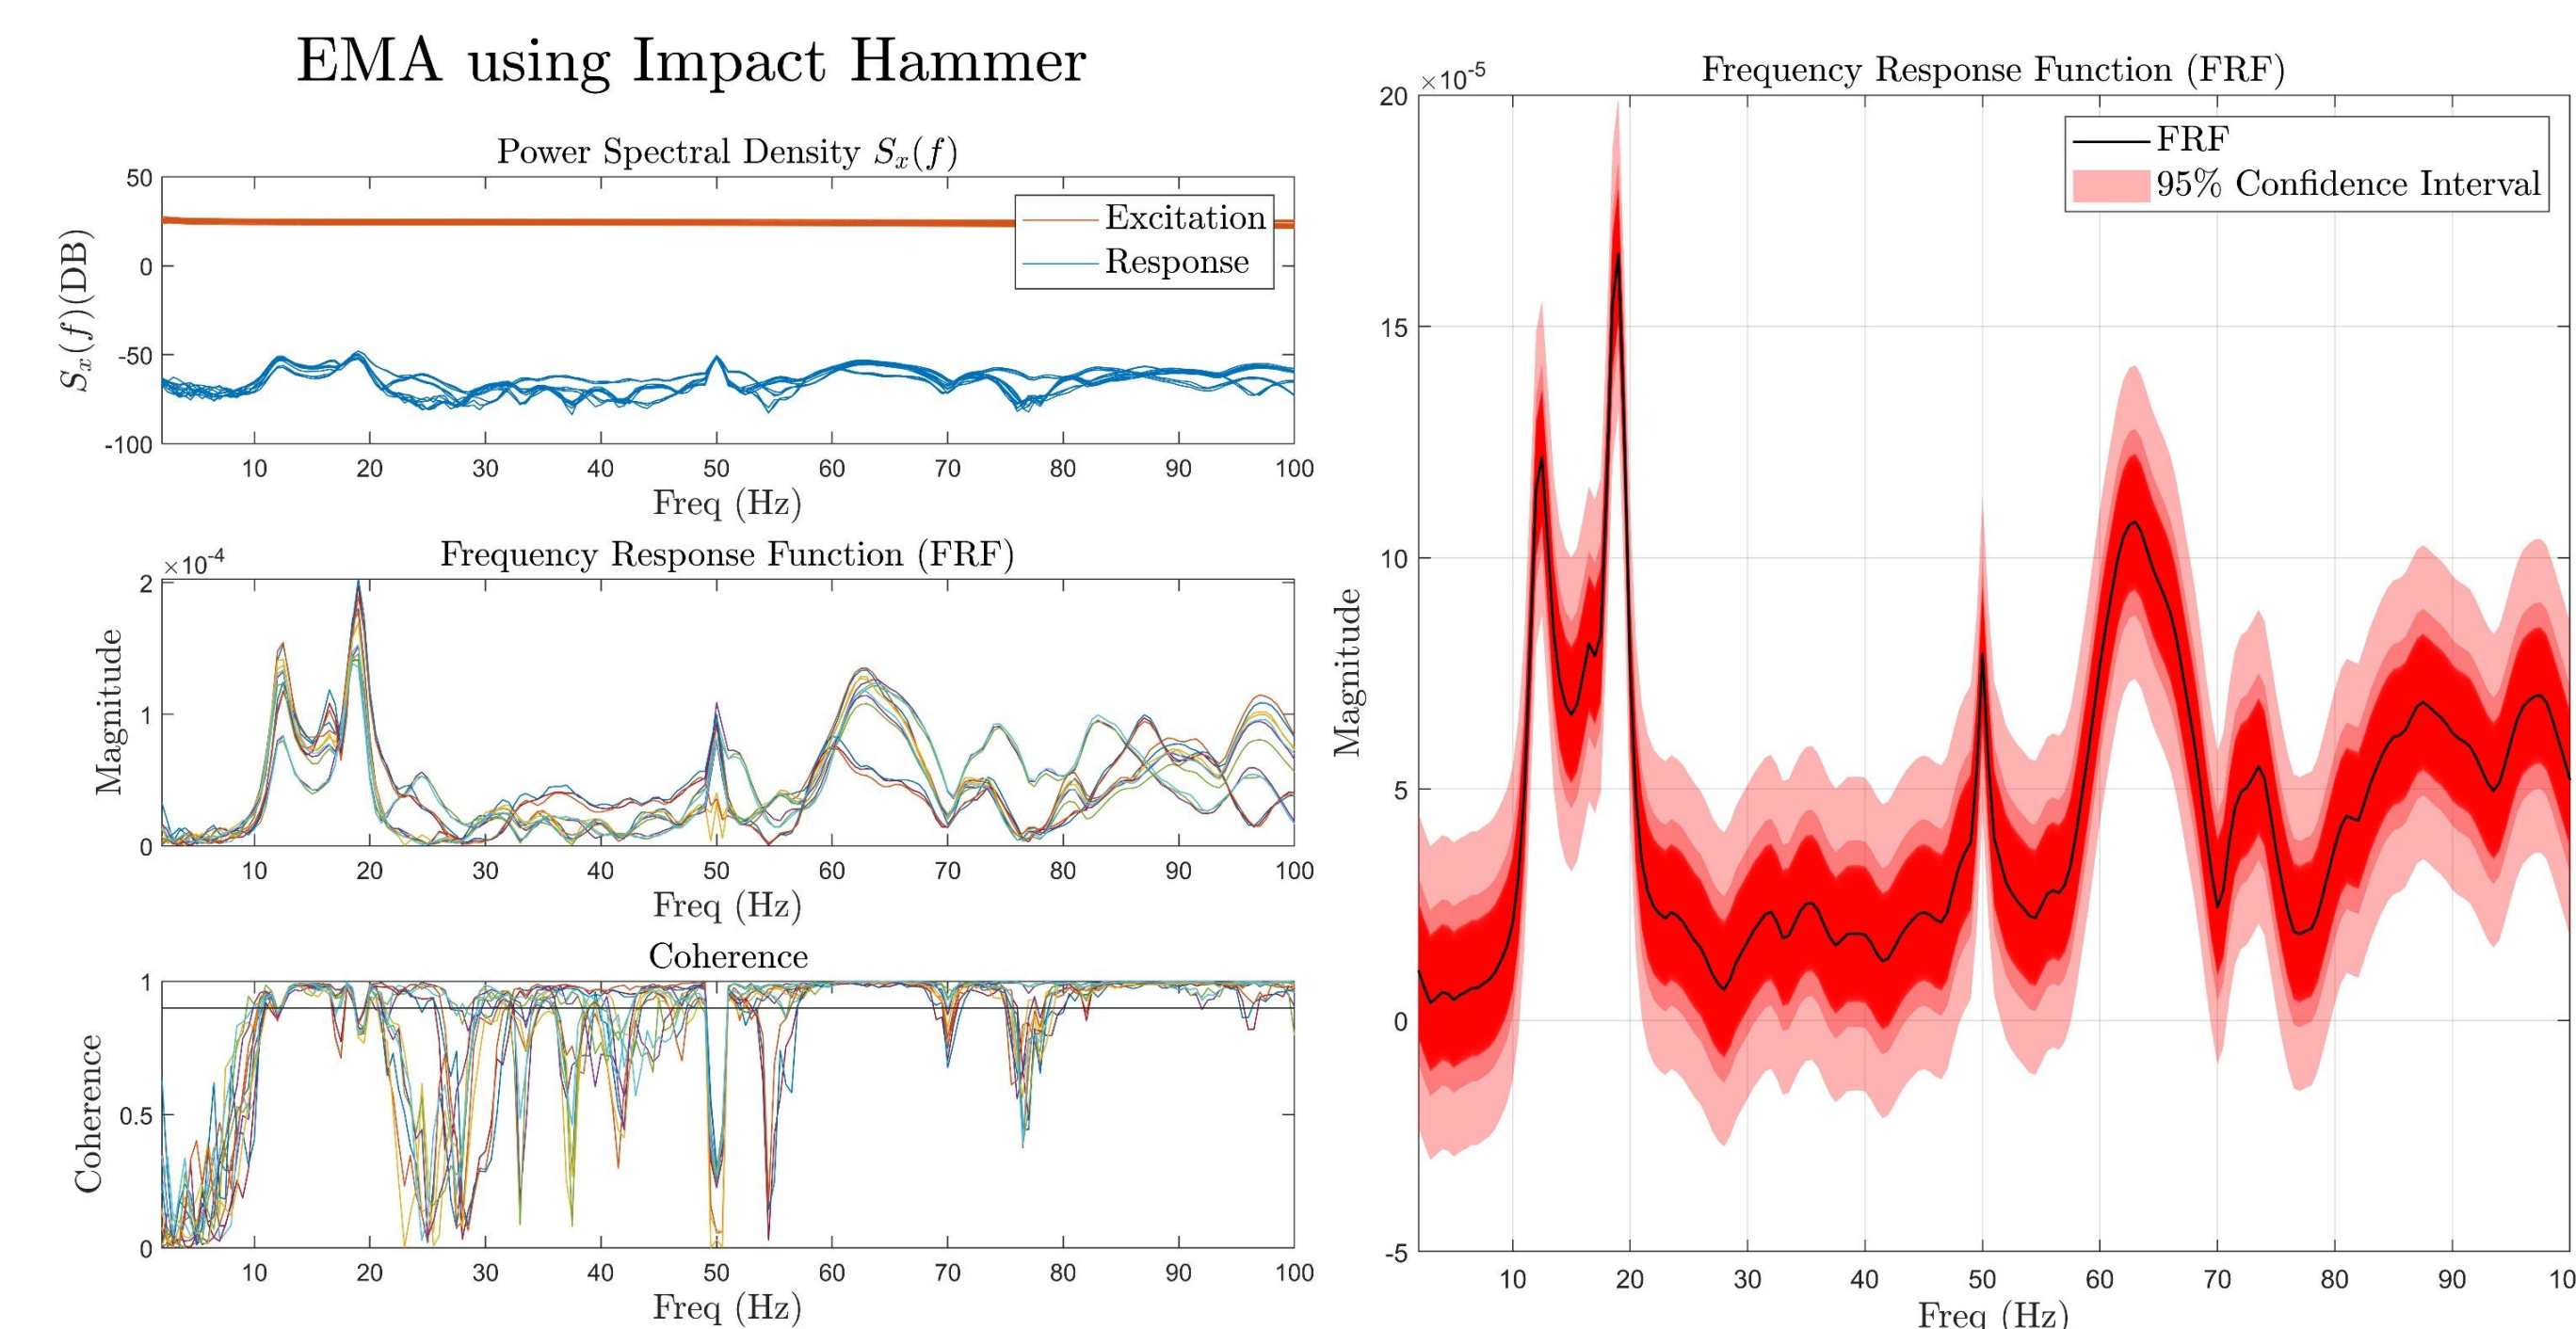 EMA using Impact Hammer
Power Spectral Density Sₓ(f)
50
0
-50
-100
Sₓ(f)(DB)
Excitation
Response
10 20 30 40 50 60 70 80 90 100
Freq (Hz)
Frequency Response Function (FRF)
×10⁻⁴
2
1
0
Magnitude
10 20 30 40 50 60 70 80 90 100
Freq (Hz)
Coherence
1
0.5
0
Coherence
10 20 30 40 50 60 70 80 90 100
Freq (Hz)
Frequency Response Function (FRF)
×10⁻⁵
20
15
10
5
0
-5
Magnitude
FRF
95% Confidence Interval
10 20 30 40 50 60 70 80 90 10
Freq (Hz)